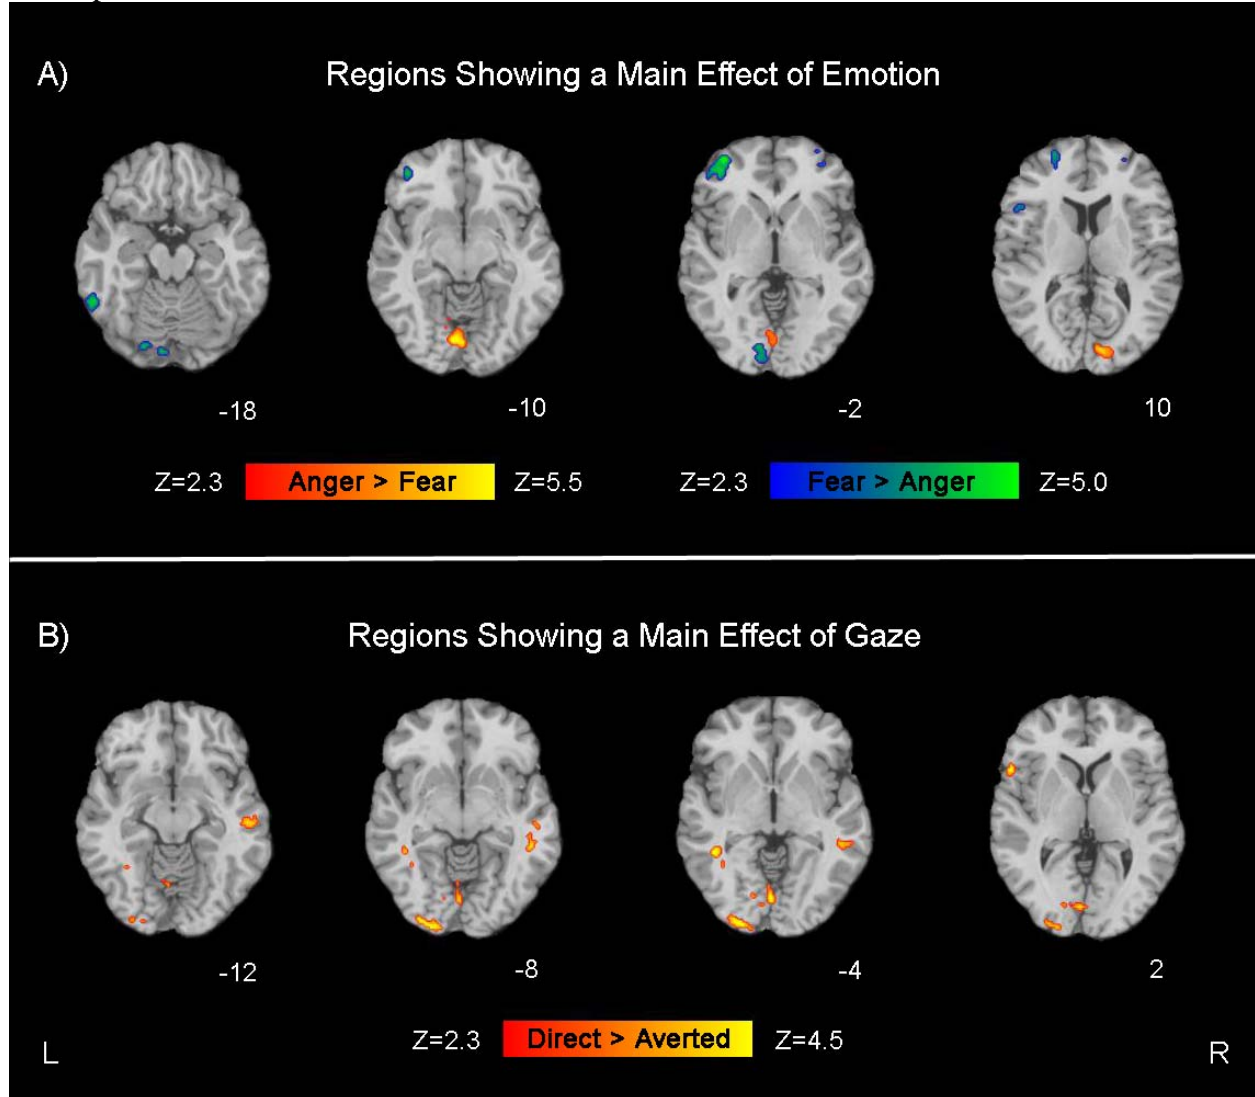 A)
Regions Showing a Main Effect of Emotion
-18
-10
-2
10
Z=2.3
Anger > Fear
Z=5.5
Z=2.3
Fear > Anger
Z=5.0
B)
Regions Showing a Main Effect of Gaze
-12
-8
-4
2
Z=2.3
Direct > Averted
Z=4.5
L
R